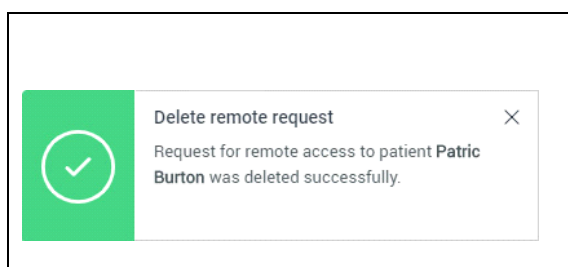 Delete remote request
Request for remote access to patient Patric
Burton was deleted successfully.